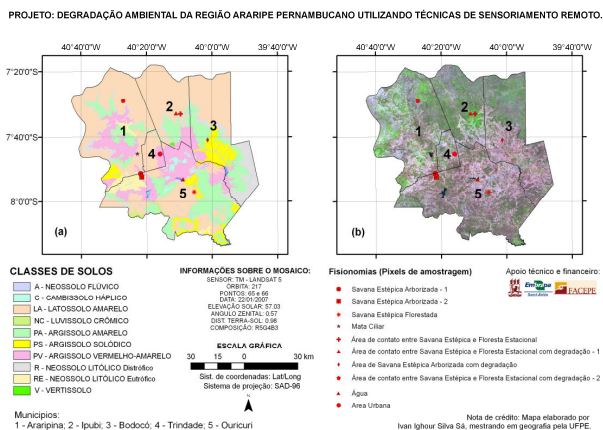 PROJETO: DEGRADAÇÃO AMBIENTAL DA REGIÃO ARARIPE PERNAMBUCANO UTILIZANDO TÉCNICAS DE SENSORIAMENTO REMOTO.
40°40'0"W 40°20'0"W 40°0'0"W 39°40'0"W
40°40'0"W 40°20'0"W 40°0'0"W 39°40'0"W
7°20'0"S
7°40'0"S
8°0'0"S
1
2
3
4
5
(a)
1
2
3
4
5
(b)
CLASSES DE SOLOS
A - NEOSSOLO FLÚVICO
C - CAMBISSOLO HÁPLICO
LA - LATOSSOLO AMARELO
NC - LUVISSOLO CRÔMICO
PA - ARGISSOLO AMARELO
PS - ARGISSOLO SOLÓDICO
PV - ARGISSOLO VERMELHO-AMARELO
R - NEOSSOLO LITÓLICO Distrófico
RE - NEOSSOLO LITÓLICO Eutrófico
V - VERTISSOLO
INFORMAÇÕES SOBRE O MOSAICO:
SENSOR: TM - LANDSAT 5
ÓRBITA: 217
PONTOS: 65 e 66
DATA: 22/01/2007
ELEVAÇÃO SOLAR: 57.03
ANGULO ZENITAL: 0.57
DIST. TERRA-SOL: 0.98
COMPOSIÇÃO: R5G4B3
ESCALA GRÁFICA
30 15 0 30 km
Sist. de coordenadas: Lat/Long
Sistema de projeção: SAD-96
N
Fisionomias (Pixels de amostragem)
Savana Estépica Arborizada - 1
Savana Estépica Arborizada - 2
Savana Estépica Florestada
Mata Ciliar
Área de contato entre Savana Estépica e Floresta Estacional
Área de contato entre Savana Estépica e Floresta Estacional com degradação - 1
Área de Savana Estépica Arborizada com degradação
Área de contato entre Savana Estépica e Floresta Estacional com degradação - 2
Água
Area Urbana
Apoio técnico e financeiro:
Embrapa
FACEPE
Municipios:
1 - Araripina; 2 - Ipubi; 3 - Bodocó; 4 - Trindade; 5 - Ouricuri
Nota de crédito: Mapa elaborado por
Ivan Ighour Silva Sá, mestrando em geografia pela UFPE.